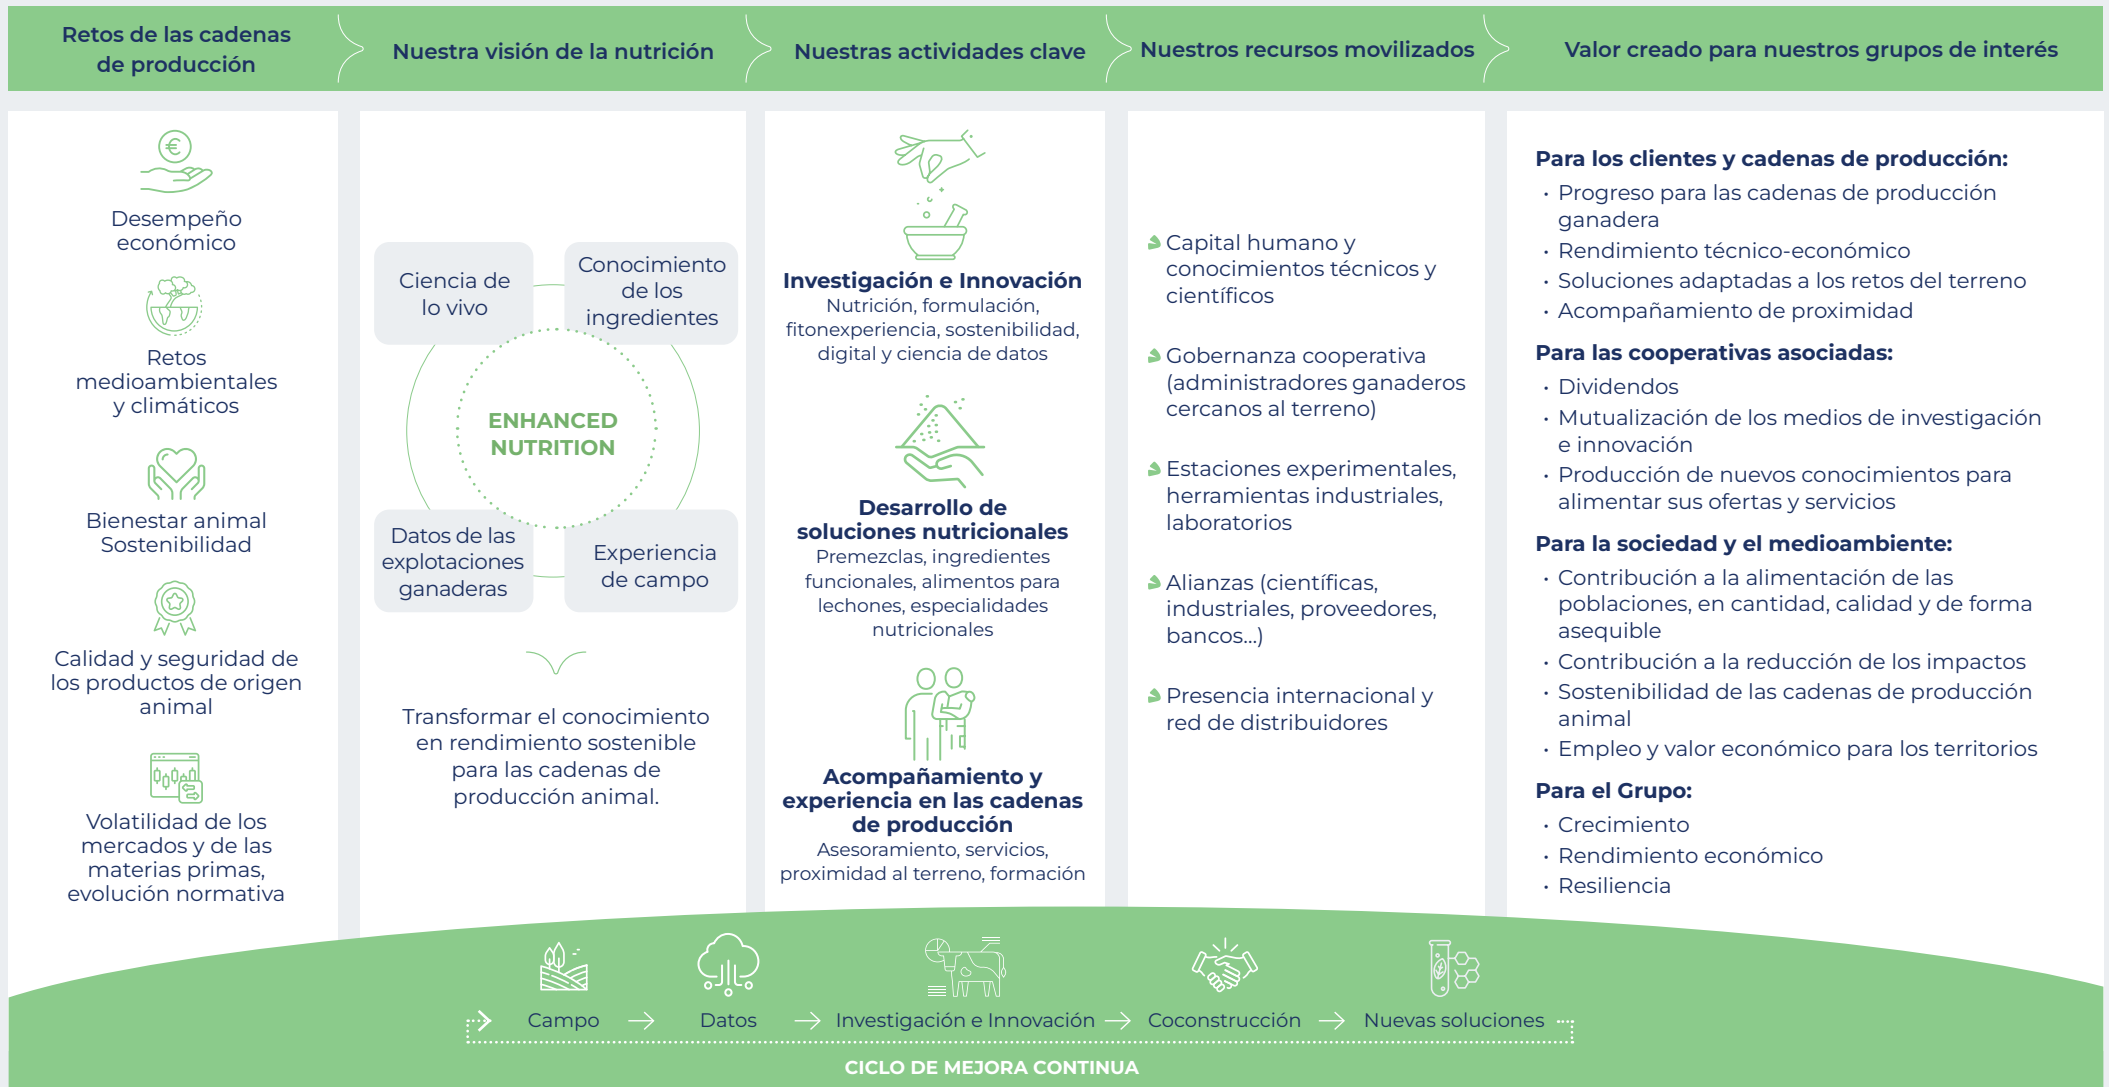 Retos de las cadenas
de producción
Nuestra visión de la nutrición
Nuestras actividades clave
Nuestros recursos movilizados
Valor creado para nuestros grupos de interés
€
Desempeño
económico
Retos
medioambientales
y climáticos
Bienestar animal
Sostenibilidad
Calidad y seguridad de
los productos de origen
animal
Volatilidad de los
mercados y de las
materias primas,
evolución normativa
Ciencia de
lo vivo
Conocimiento
de los
ingredientes
ENHANCED
NUTRITION
Datos de las
explotaciones
ganaderas
Experiencia
de campo
Transformar el conocimiento
en rendimiento sostenible
para las cadenas de
producción animal.
Investigación e Innovación
Nutrición, formulación,
fitonexperiencia, sostenibilidad,
digital y ciencia de datos
Desarrollo de
soluciones nutricionales
Premezclas, ingredientes
funcionales, alimentos para
lechones, especialidades
nutricionales
Acompañamiento y
experiencia en las cadenas
de producción
Asesoramiento, servicios,
proximidad al terreno, formación
Capital humano y
conocimientos técnicos y
científicos
Gobernanza cooperativa
(administradores ganaderos
cercanos al terreno)
Estaciones experimentales,
herramientas industriales,
laboratorios
Alianzas (científicas,
industriales, proveedores,
bancos...)
Presencia internacional y
red de distribuidores
Para los clientes y cadenas de producción:
· Progreso para las cadenas de producción
ganadera
· Rendimiento técnico-económico
· Soluciones adaptadas a los retos del terreno
· Acompañamiento de proximidad
Para las cooperativas asociadas:
· Dividendos
· Mutualización de los medios de investigación
e innovación
· Producción de nuevos conocimientos para
alimentar sus ofertas y servicios
Para la sociedad y el medioambiente:
· Contribución a la alimentación de las
poblaciones, en cantidad, calidad y de forma
asequible
· Contribución a la reducción de los impactos
· Sostenibilidad de las cadenas de producción
animal
· Empleo y valor económico para los territorios
Para el Grupo:
· Crecimiento
· Rendimiento económico
· Resiliencia
Campo
Datos
Investigación e Innovación
Coconstrucción
Nuevas soluciones
CICLO DE MEJORA CONTINUA